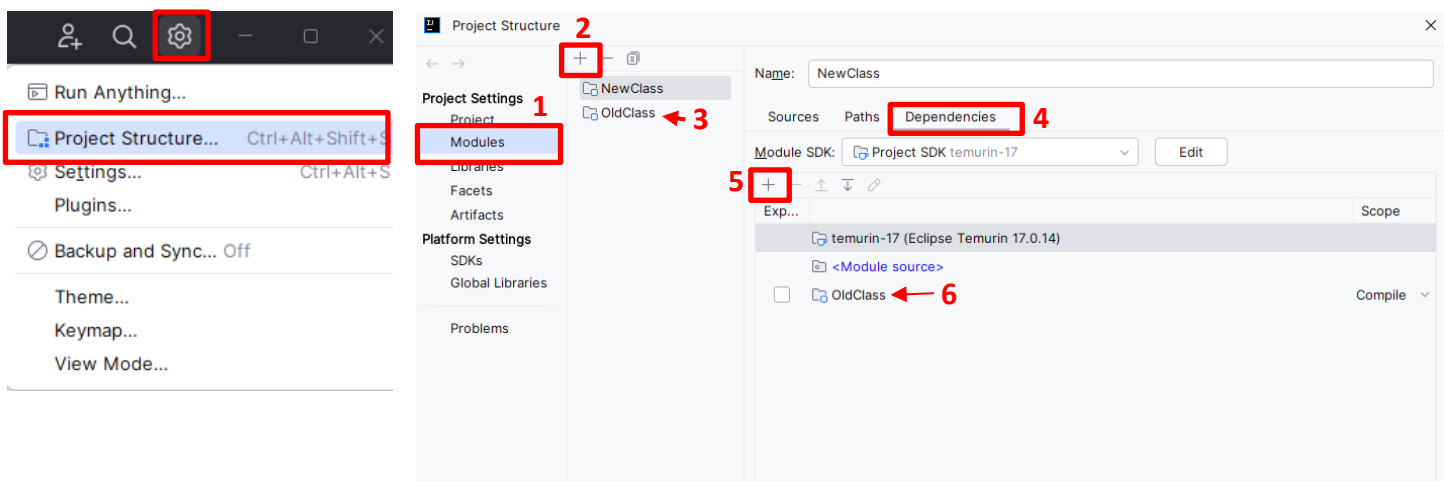 Run Anything...
Project Structure... Ctrl+Alt+Shift+S
Settings... Ctrl+Alt+S
Plugins...
Backup and Sync... Off
Theme...
Keymap...
View Mode...
Project Structure
2
Project Settings
1
Project
Modules
Libraries
Facets
Artifacts
Platform Settings
SDKs
Global Libraries
Problems
NewClass
OldClass
3
Name: NewClass
Sources Paths Dependencies 4
Module SDK: Project SDK temurin-17 Edit
5
Exp... Scope
temurin-17 (Eclipse Temurin 17.0.14)
<Module source>
OldClass 6 Compile